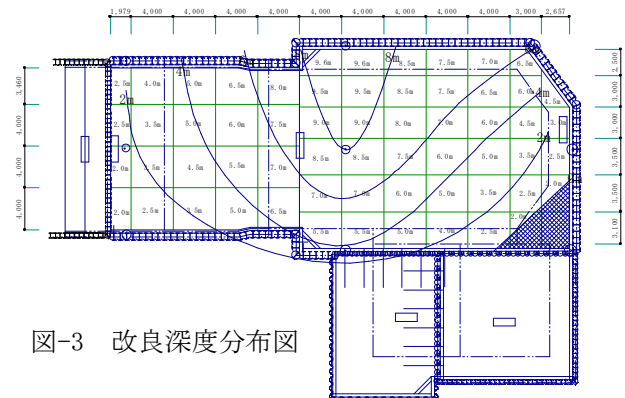 1,979 4,000 4,000 4,000 4,000 4,000 4,000 4,000 4,000 3,000 2,657
9.6m 9.6m 8.5m 7.5m 7.0m 6.5m
8m
4m
2.5m 4.0m 6.0m 6.5m 8.0m 9.5m 9.5m 8.5m 7.5m 6.5m 6.0m 4m
2m 4.5m
2.5m 3.5m 5.0m 6.0m 7.5m 9.0m 9.0m 8.0m 7.0m 6.0m 4.5m 3.0m
2m
2.0m 3.5m 4.5m 5.5m 7.0m 8.5m 8.5m 7.5m 6.0m 5.0m 3.5m 2.5m
2.0m
2.0m 2.5m 3.5m 5.0m 6.5m 7.0m 7.0m 6.0m 5.0m 3.5m 2.5m
2.0m
5.5m 5.5m 5.0m 4.0m 2.5m
3,460
4,000
4,000
4,000
2,500
3,000
3,000
3,500
3,500
3,100
図-3 改良深度分布図